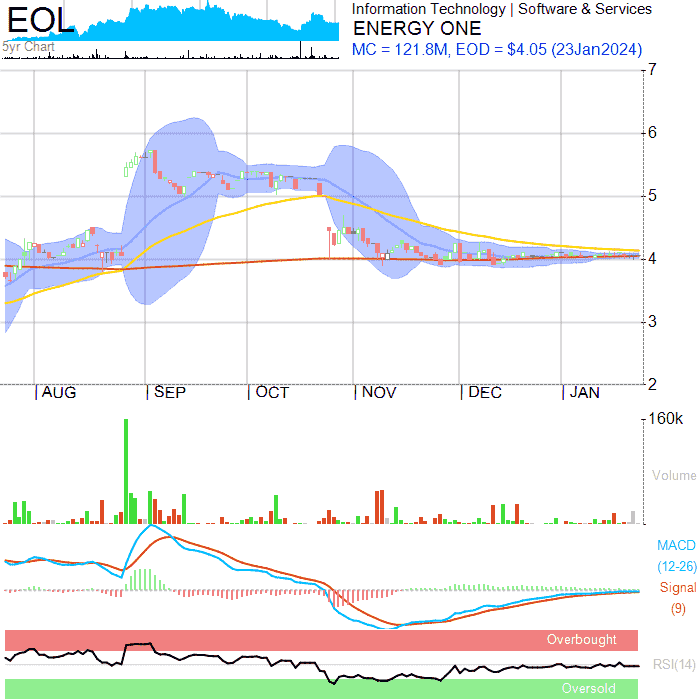 EOL
Information Technology | Software & Services
ENERGY ONE
MC = 121.8M, EOD = $4.05 (23Jan2024)
5yr Chart
7
6
5
4
3
2
| AUG | SEP | OCT | NOV | DEC | JAN
160k
Volume
MACD
(12-26)
Signal
(9)
Overbought
RSI(14)
Oversold